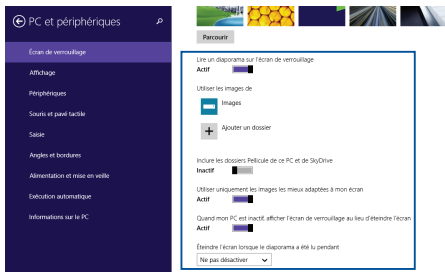 PC et périphériques
Écran de verrouillage
Affichage
Périphériques
Souris et pavé tactile
Saisie
Angles et bordures
Alimentation et mise en veille
Exécution automatique
Informations sur le PC
Parcourir
Lire un diaporama sur l'écran de verrouillage
Actif
Utiliser les images de
Images
Ajouter un dossier
Inclure les dossiers Pellicule de ce PC et de SkyDrive
Inactif
Utiliser uniquement les images les mieux adaptées à mon écran
Actif
Quand mon PC est inactif, afficher l'écran de verrouillage au lieu d'éteindre l'écran
Actif
Éteindre l'écran lorsque le diaporama a été lu pendant
Ne pas désactiver